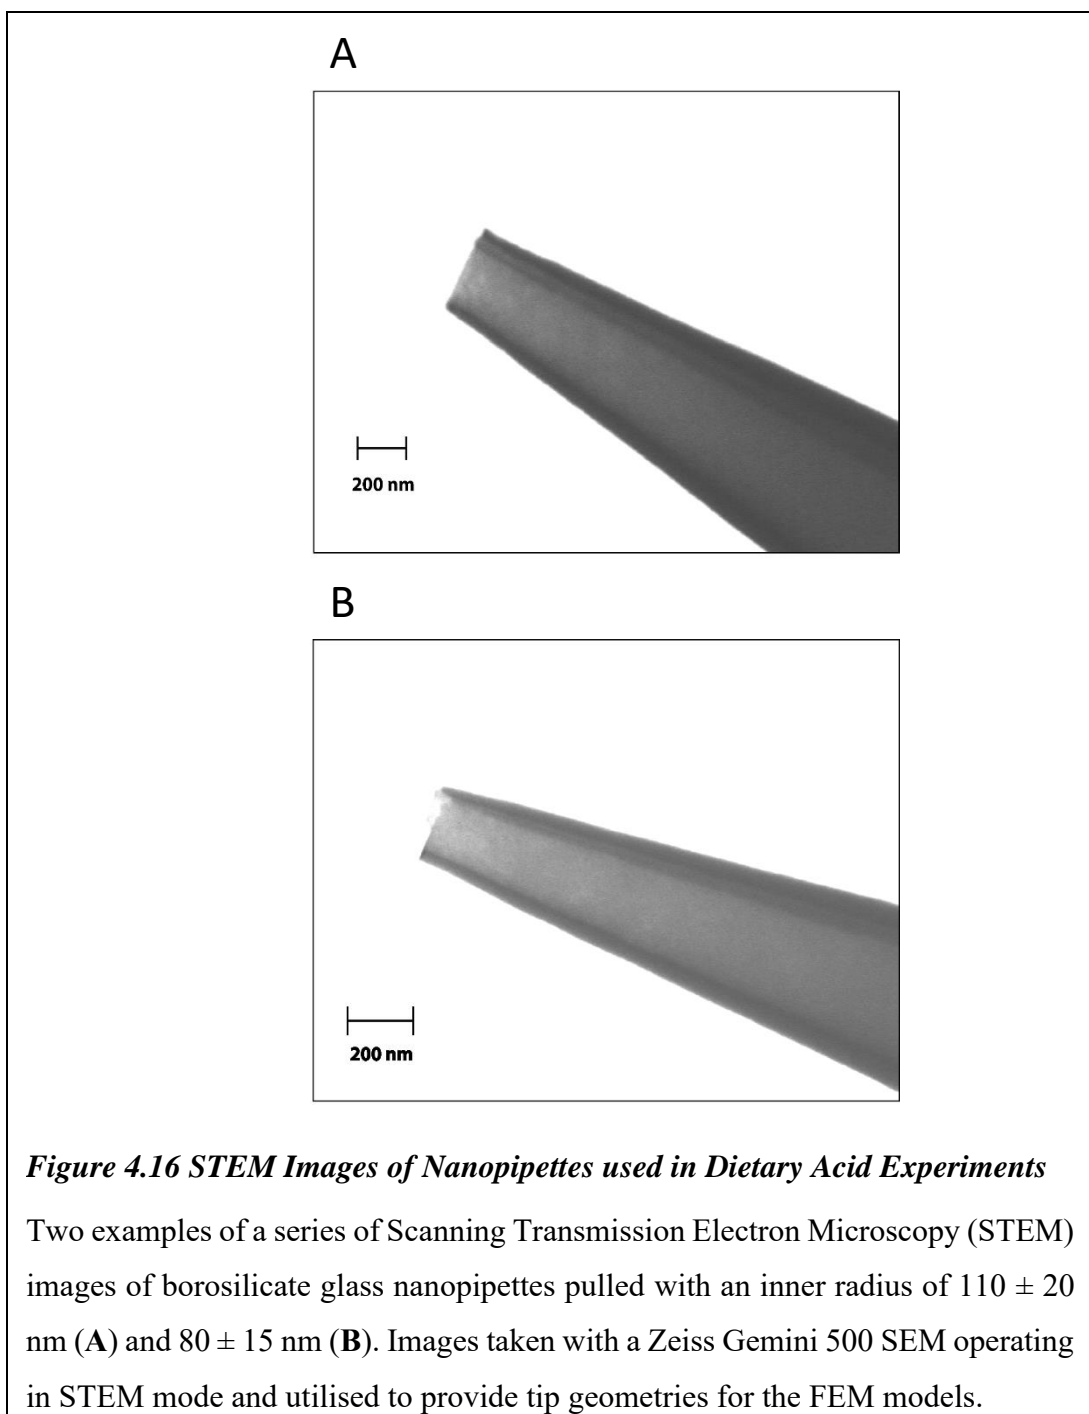 A
200 nm
B
200 nm
Figure 4.16 STEM Images of Nanopipettes used in Dietary Acid Experiments
Two examples of a series of Scanning Transmission Electron Microscopy (STEM)
images of borosilicate glass nanopipettes pulled with an inner radius of 110 ± 20
nm (A) and 80 ± 15 nm (B). Images taken with a Zeiss Gemini 500 SEM operating
in STEM mode and utilised to provide tip geometries for the FEM models.